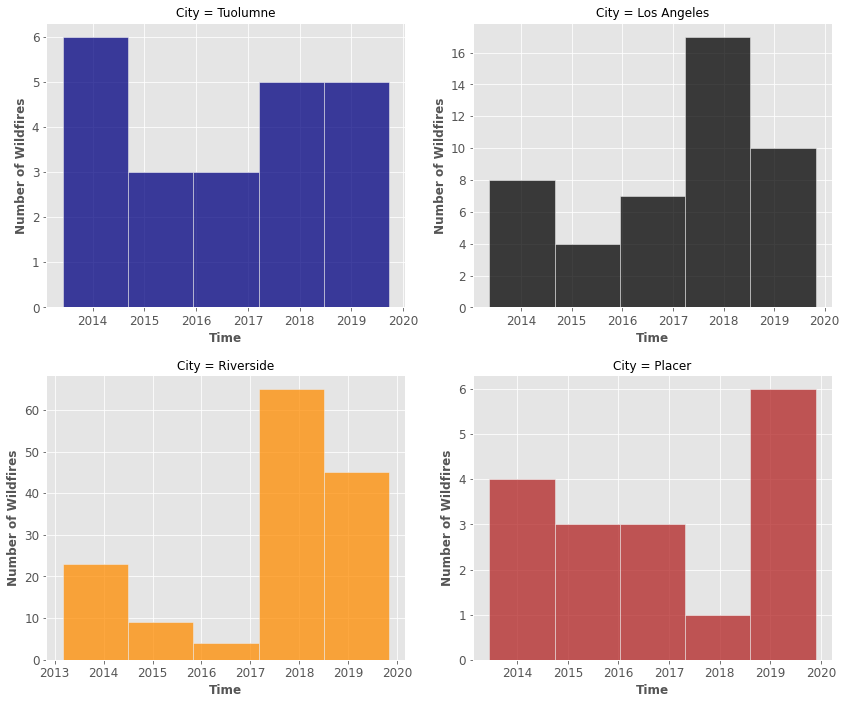 City = Tuolumne
Number of Wildfires
6
5
4
3
2
1
0
2014 2015 2016 2017 2018 2019 2020
Time
City = Los Angeles
Number of Wildfires
16
14
12
10
8
6
4
2
0
2014 2015 2016 2017 2018 2019 2020
Time
City = Riverside
Number of Wildfires
60
50
40
30
20
10
0
2013 2014 2015 2016 2017 2018 2019 2020
Time
City = Placer
Number of Wildfires
6
5
4
3
2
1
0
2014 2015 2016 2017 2018 2019 2020
Time